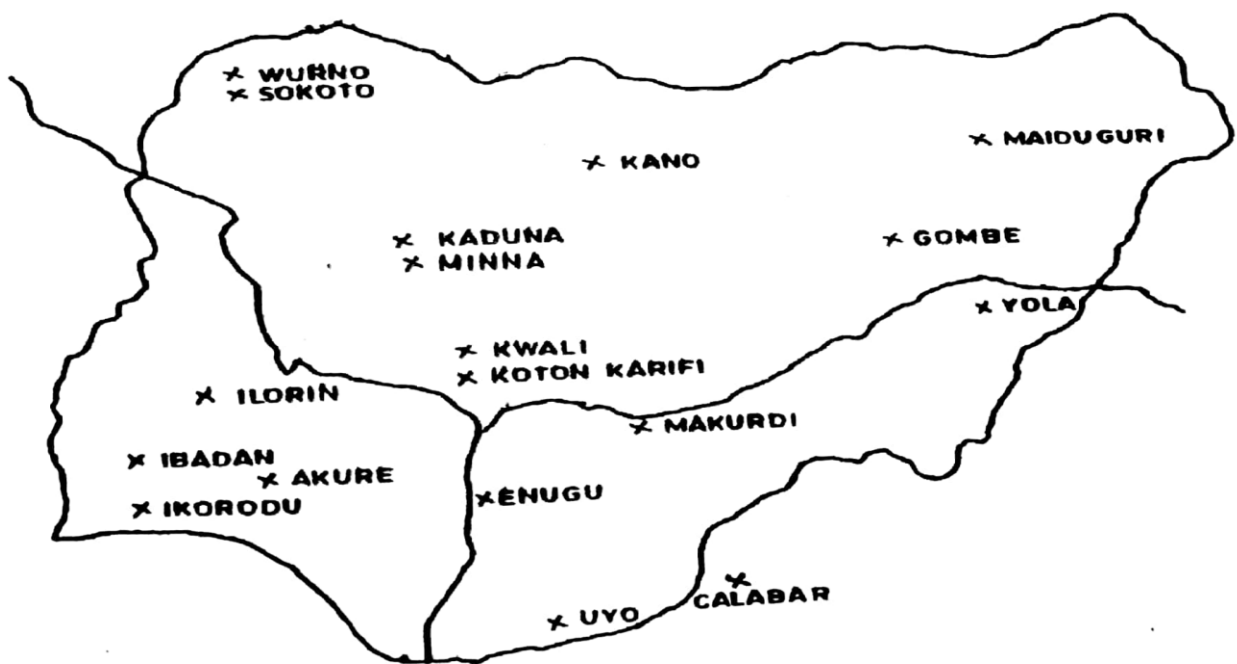 WURNO
SOKOTO
MAIDUGURI
KANO
KADUNA
GOMBE
MINNA
YOLA
KWALI
KOTON KARIFI
ILORIN
MAKURDI
IBADAN
AKURE
ENUGU
IKORODU
CALABAR
UYO